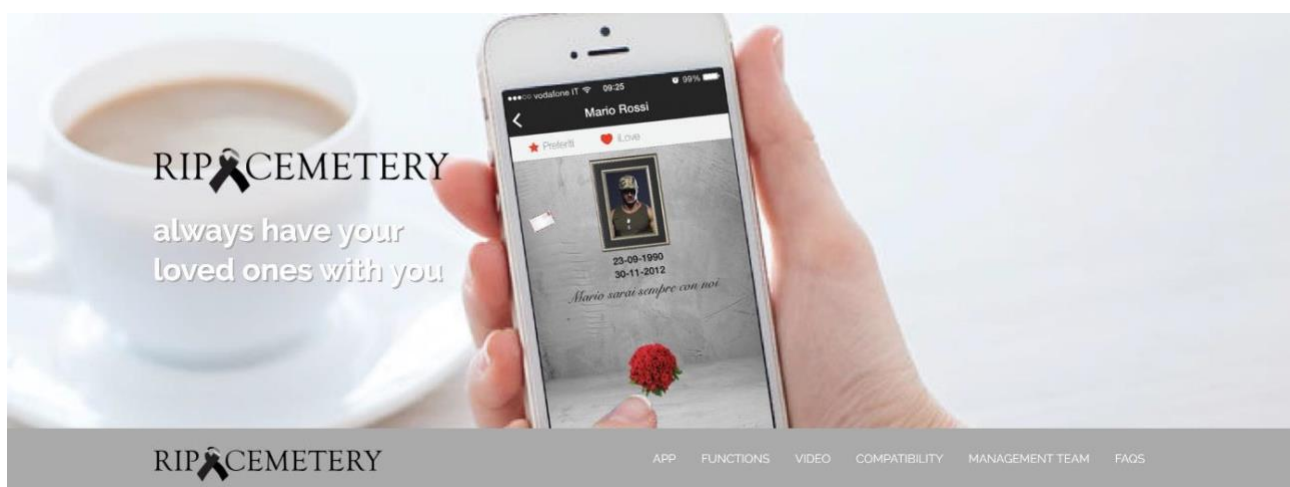 vodafone IT 09:25 99%
Mario Rossi
Preferiti iLove
RIP CEMETERY
always have your
loved ones with you
23-09-1990
30-11-2012
Mario sarai sempre con noi
RIP CEMETERY
APP FUNCTIONS VIDEO COMPATIBILITY MANAGEMENT TEAM FAQS